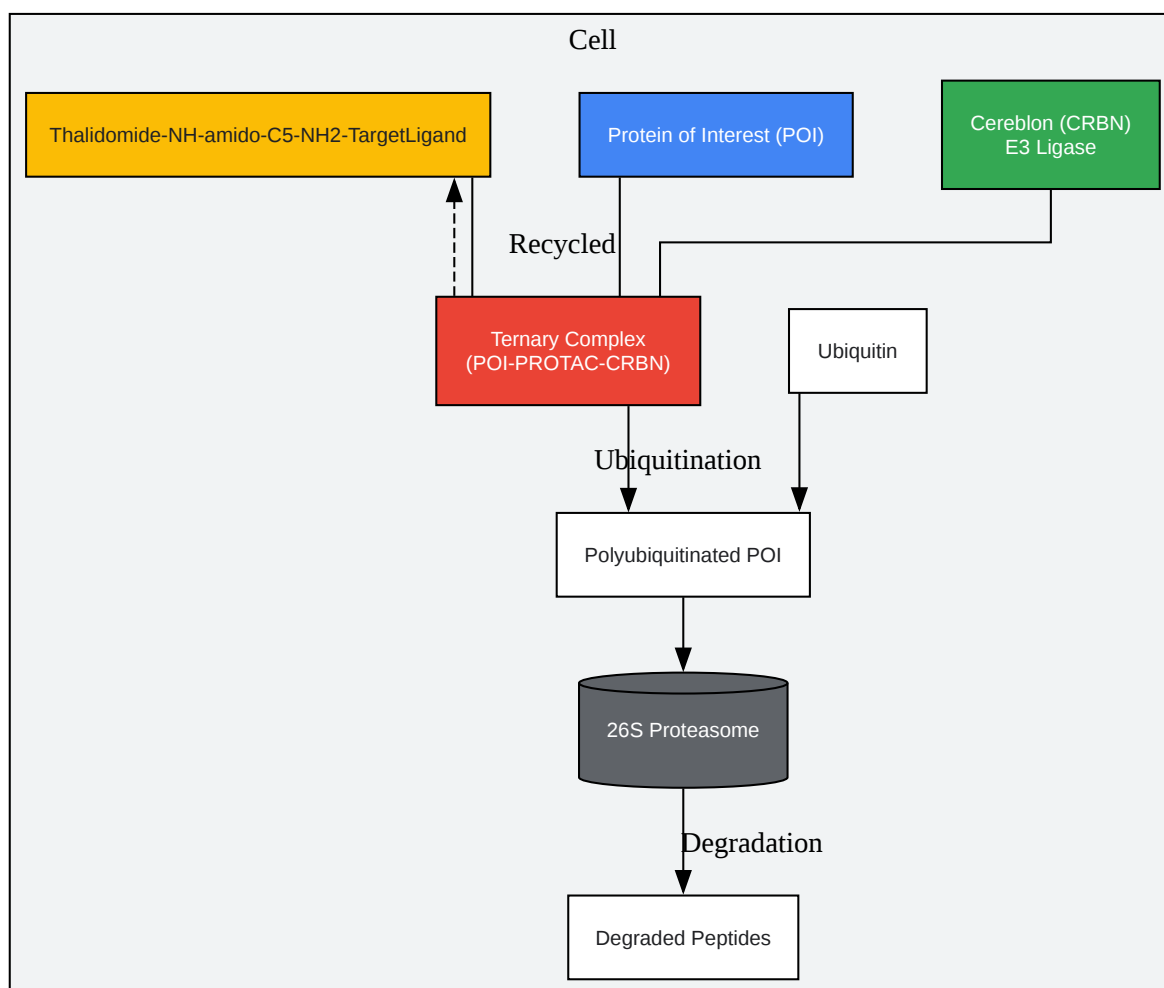 Cell
Thalidomide-NH-amido-C5-NH2-TargetLigand
Protein of Interest (POI)
Cereblon (CRBN)
E3 Ligase
Recycled
Ternary Complex
(POI-PROTAC-CRBN)
Ubiquitin
Ubiquitination
Polyubiquitinated POI
26S Proteasome
Degradation
Degraded Peptides